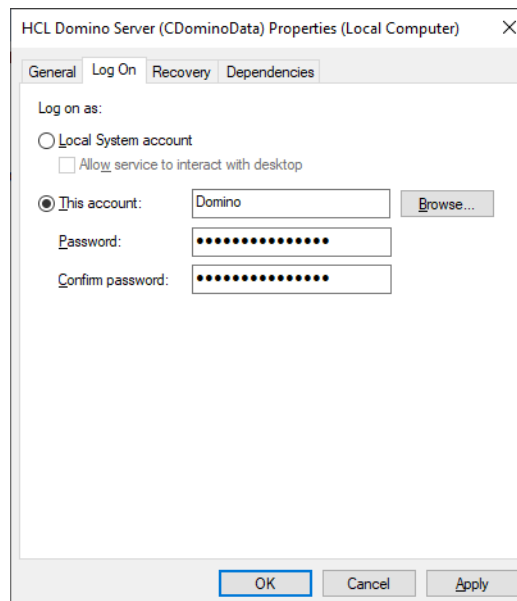 HCL Domino Server (CDominoData) Properties (Local Computer)
General Log On Recovery Dependencies
Log on as:
Local System account
Allow service to interact with desktop
This account: Domino Browse...
Password: ●●●●●●●●●●●●●●●
Confirm password: ●●●●●●●●●●●●●●●
OK Cancel Apply